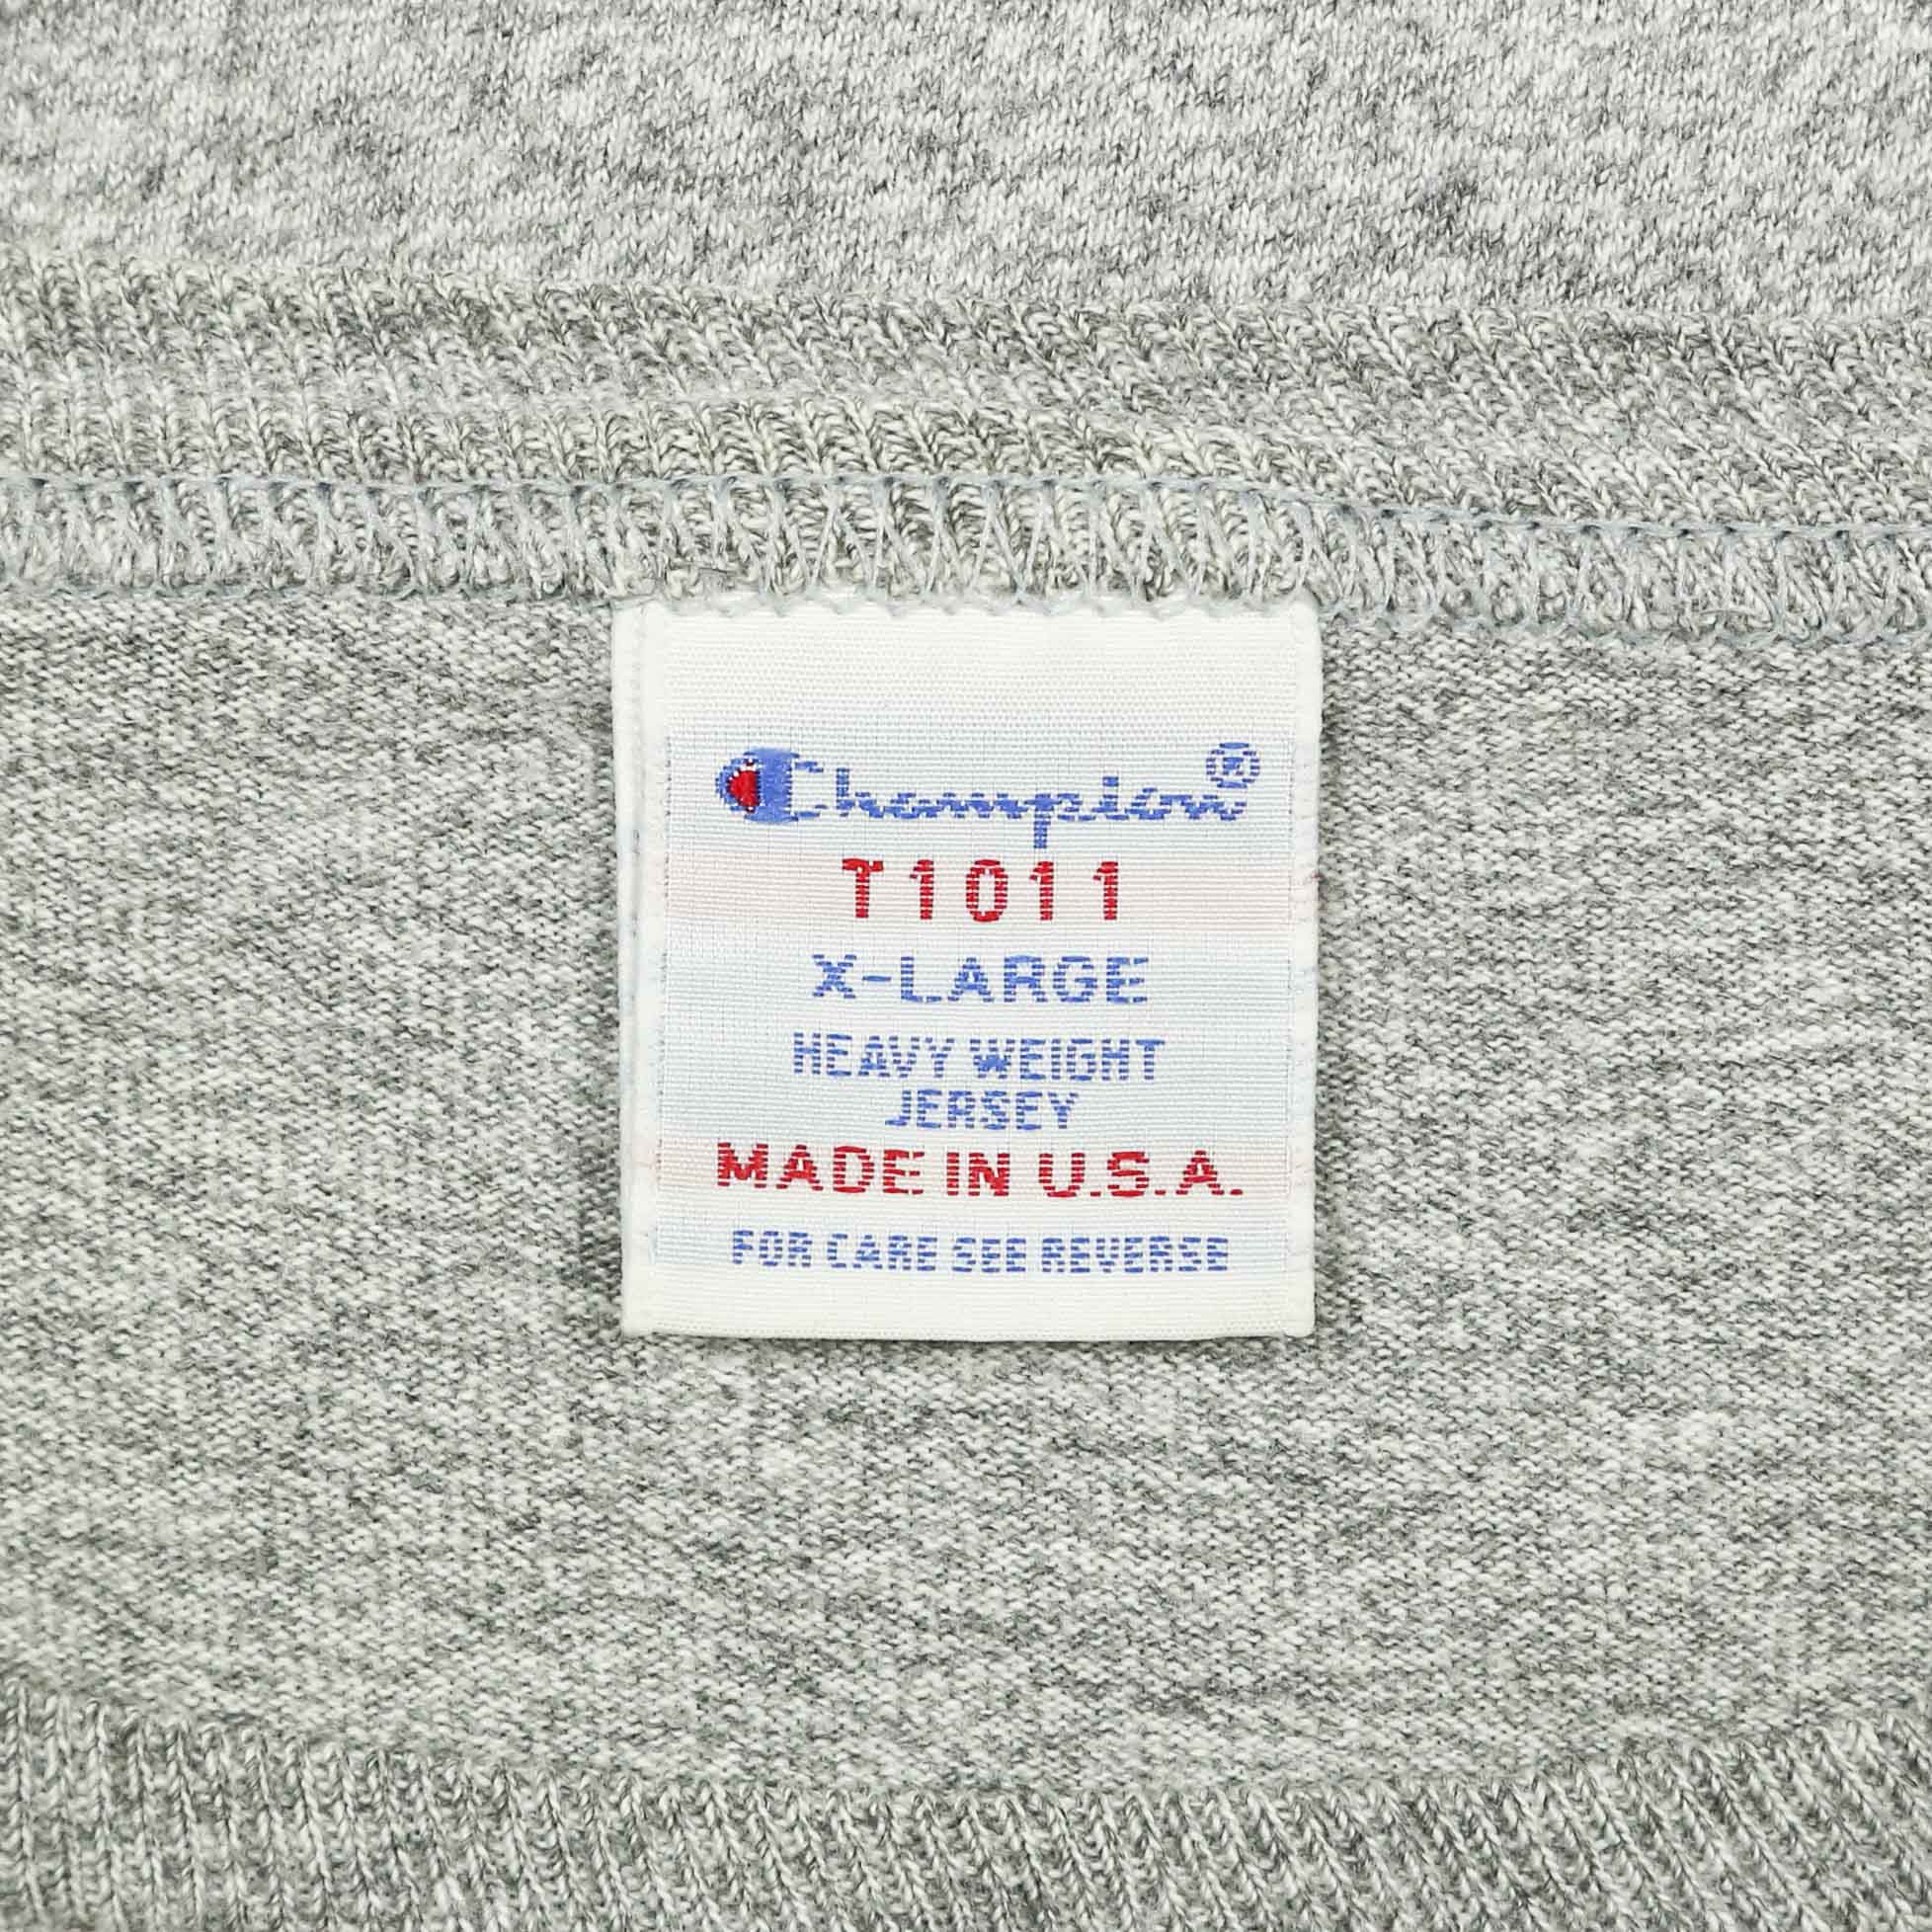 Champion®
T1011
X-LARGE
HEAVY WEIGHT
JERSEY
MADE IN U.S.A.
FOR CARE SEE REVERSE